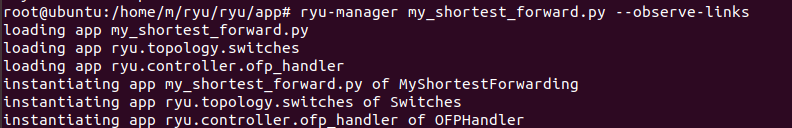 root@ubuntu:/home/m/ryu/ryu/app# ryu-manager my_shortest_forward.py --observe-links
loading app my_shortest_forward.py
loading app ryu.topology.switches
loading app ryu.controller.ofp_handler
instantiating app my_shortest_forward.py of MyShortestForwarding
instantiating app ryu.topology.switches of Switches
instantiating app ryu.controller.ofp_handler of OFPHandler